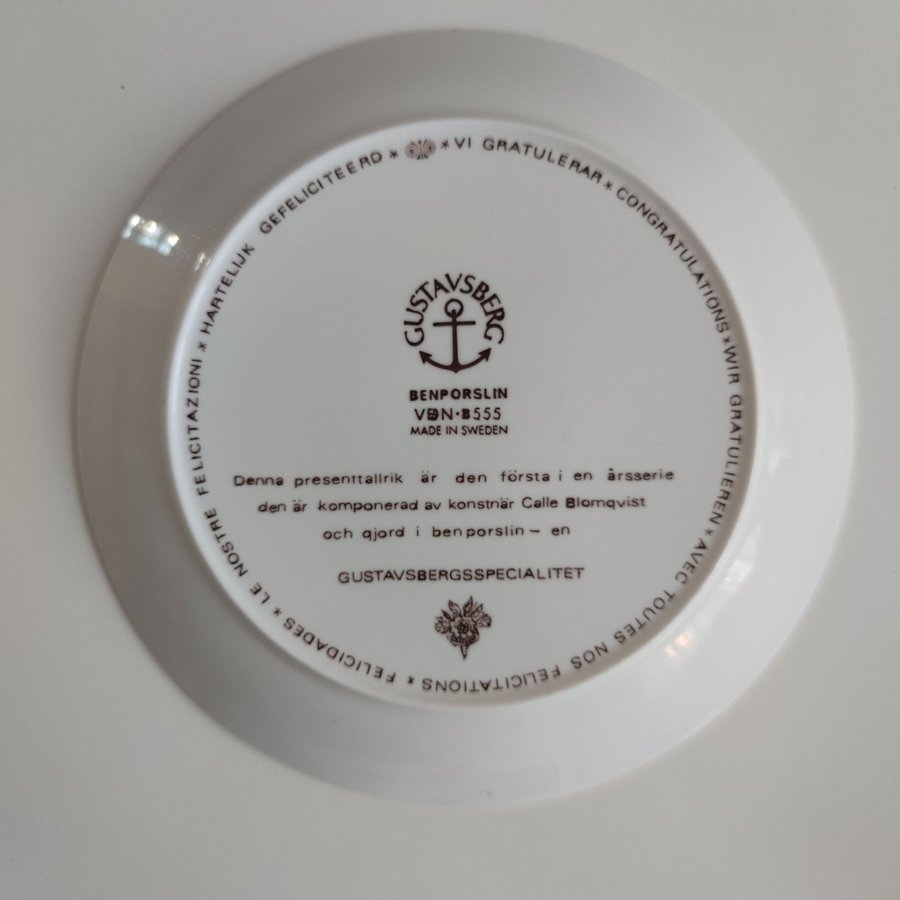 * VI GRATULERAR * CONGRATULATIONS * WIR GRATULIEREN * AVEC TOUTES NOS FELICITATIONS * FELICIDADES * LE NOSTRE FELICITAZIONI * HARTELIJK GEFELICITEERD *
GUSTAVSBERG
BENPORSLIN
VDN·8555
MADE IN SWEDEN
Denna presenttallrik är den första i en årsserie
den är komponerad av konstnär Calle Blomqvist
och gjord i benporslin – en
GUSTAVSBERGSSPECIALITET